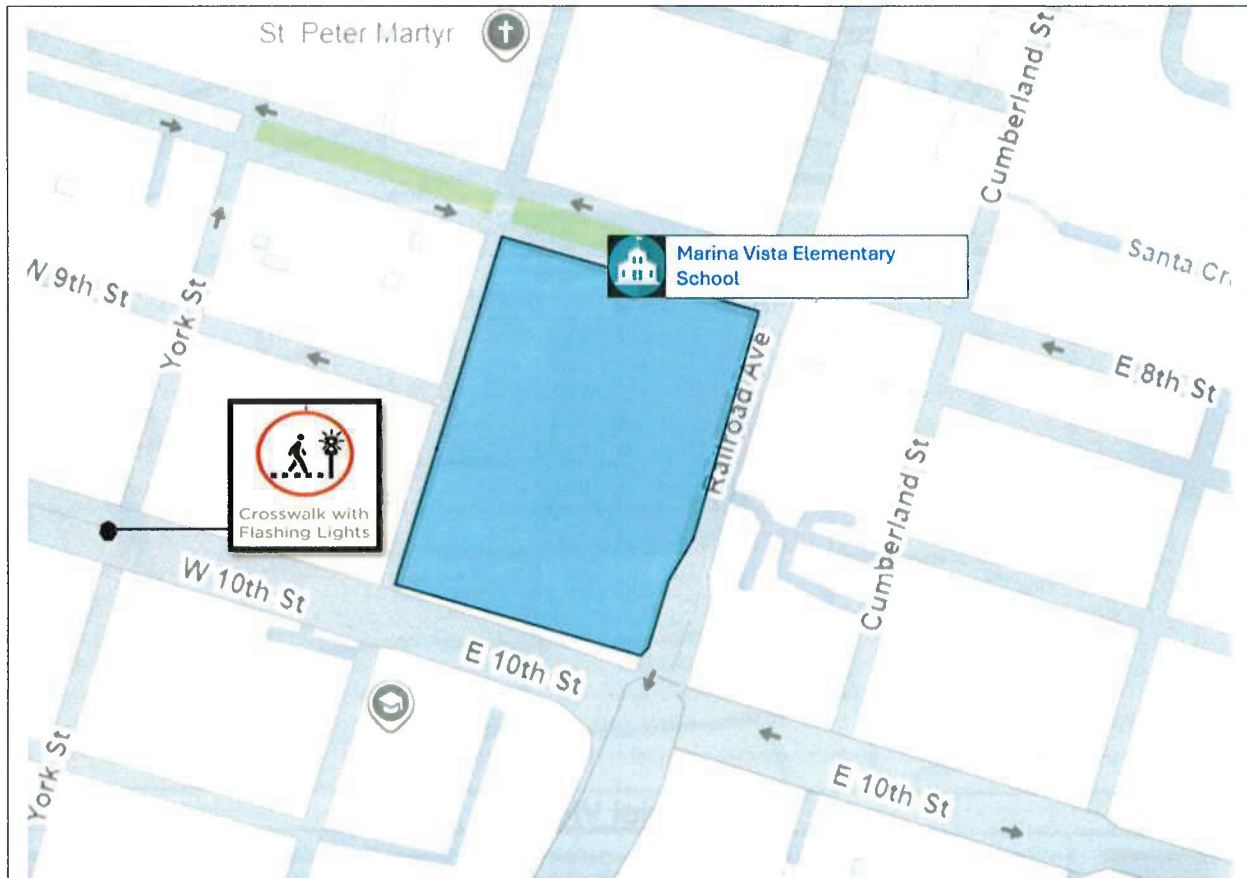 St Peter Martyr
Cumberland St
Santa Cr
Marina Vista Elementary
School
N 9th St
York St
E 8th St
Railroad Ave
Crosswalk with
Flashing Lights
Cumberland St
W 10th St
E 10th St
York St
E 10th St